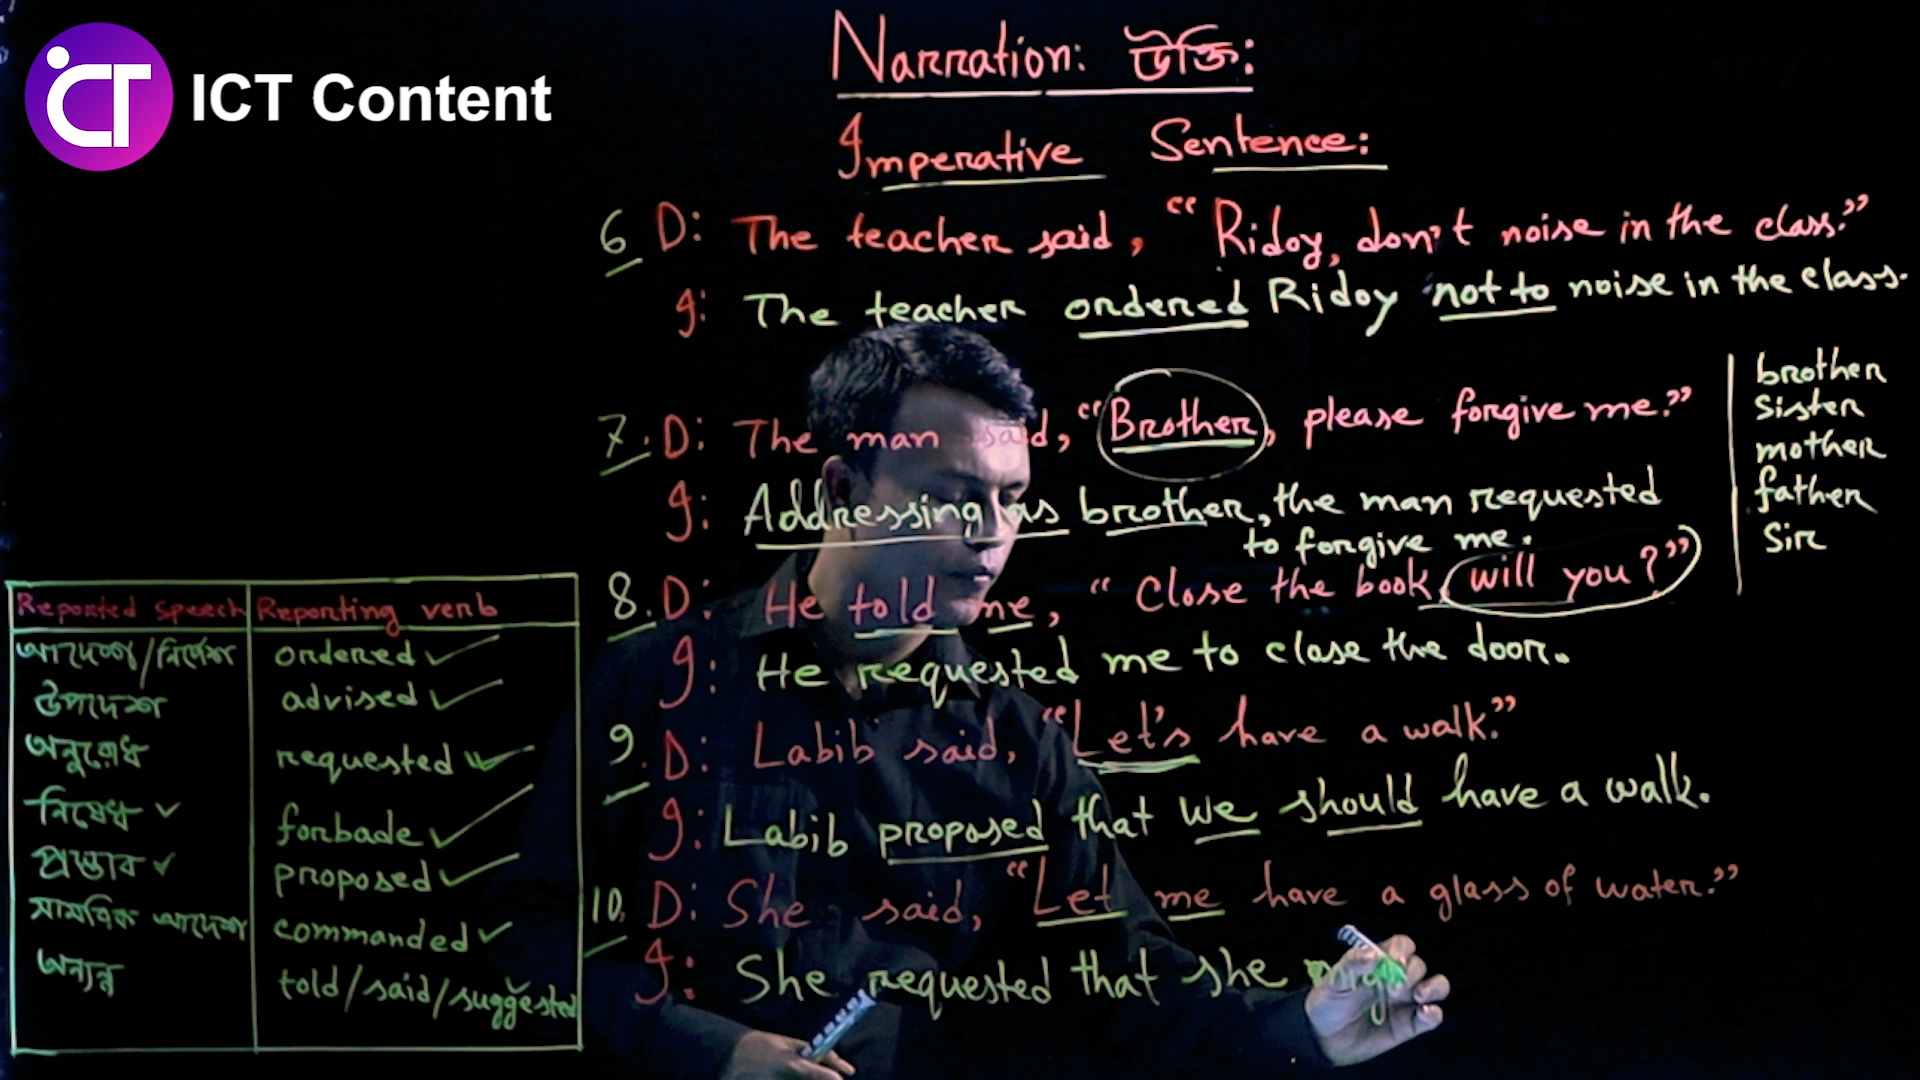 ICT Content
Narration: উক্তি:
Imperative Sentence:
6 D: The teacher said, "Ridoy, don't noise in the class."
I: The teacher ordered Ridoy not to noise in the class.
7. D: The man said, "Brother, please forgive me."
I: Addressing as brother, the man requested
to forgive me.
8. D: He told me, "Close the book, will you?"
I: He requested me to close the door.
9. D: Labib said, "Let's have a walk."
I: Labib proposed that we should have a walk.
10. D: She said, "Let me have a glass of water."
I: She requested that she
brother
Sister
mother
father
Sir
Reported speech Reporting verb
আদেশ/নির্দেশ ordered ✓
উপদেশ advised ✓
অনুরোধ requested ✓
নিষেধ ✓ forbade ✓
প্রস্তাব ✓ proposed ✓
সামরিক আদেশ commanded ✓
অন্যন্ন told/said/suggested